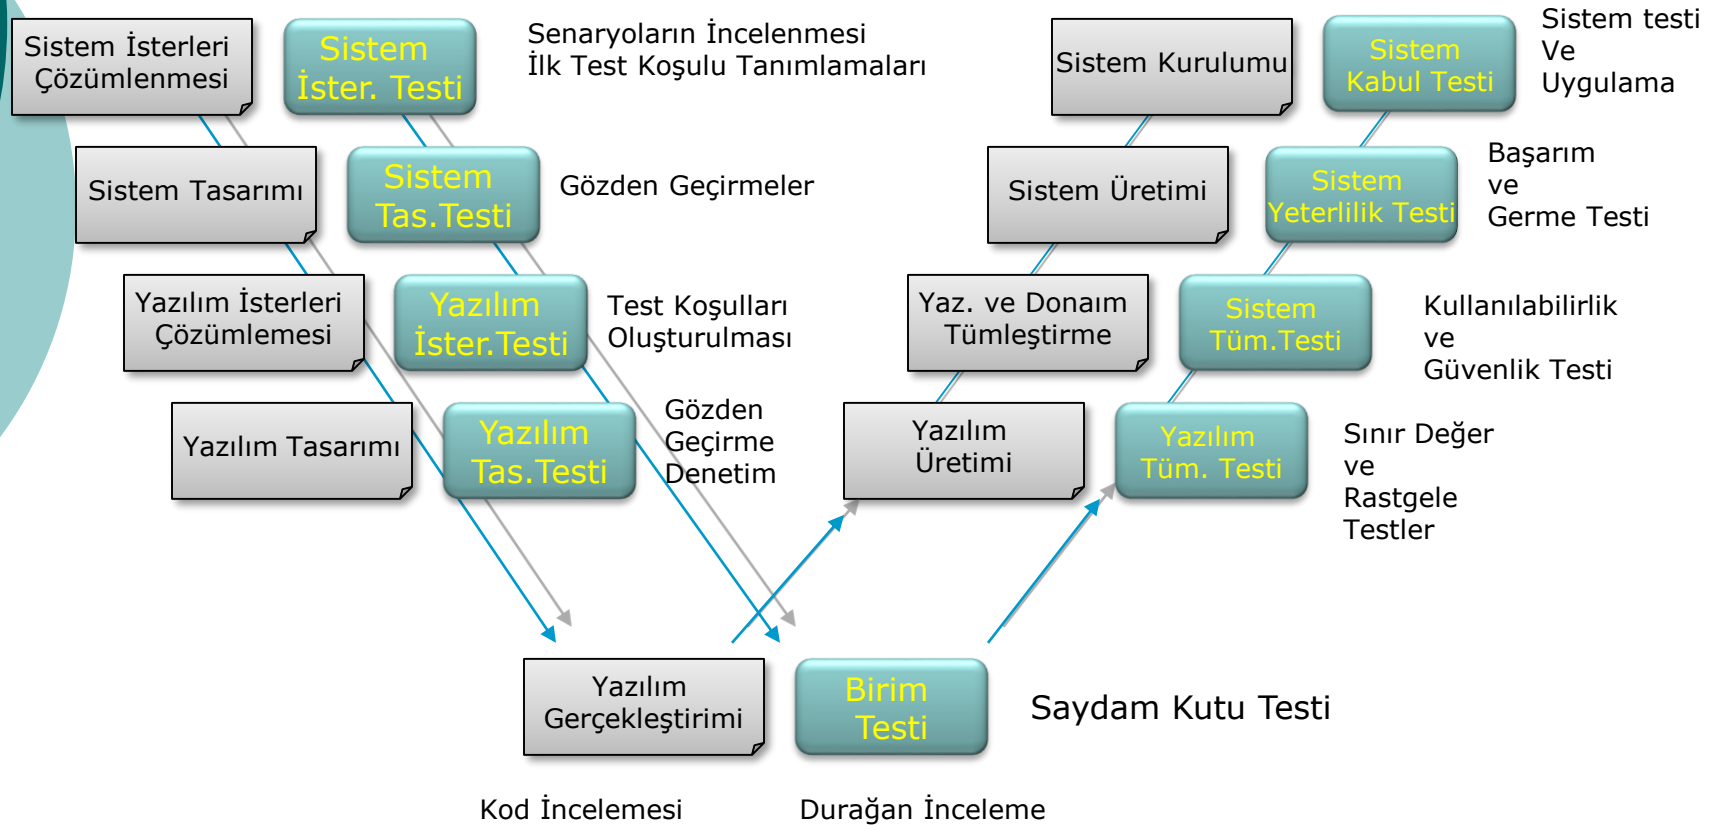 Sistem İsterleri
Çözümlenmesi
Sistem
İster. Testi
Senaryoların İncelenmesi
İlk Test Koşulu Tanımlamaları
Sistem Kurulumu
Sistem
Kabul Testi
Sistem testi
Ve
Uygulama
Sistem Tasarımı
Sistem
Tas.Testi
Gözden Geçirmeler
Sistem Üretimi
Sistem
Yeterlilik Testi
Başarım
ve
Germe Testi
Yazılım İsterleri
Çözümlemesi
Yazılım
İster.Testi
Test Koşulları
Oluşturulması
Yaz. ve Donaım
Tümleştirme
Sistem
Tüm.Testi
Kullanılabilirlik
ve
Güvenlik Testi
Yazılım Tasarımı
Yazılım
Tas.Testi
Gözden
Geçirme
Denetim
Yazılım
Üretimi
Yazılım
Tüm. Testi
Sınır Değer
ve
Rastgele
Testler
Yazılım
Gerçekleştirimi
Birim
Testi
Saydam Kutu Testi
Kod İncelemesi
Durağan İnceleme